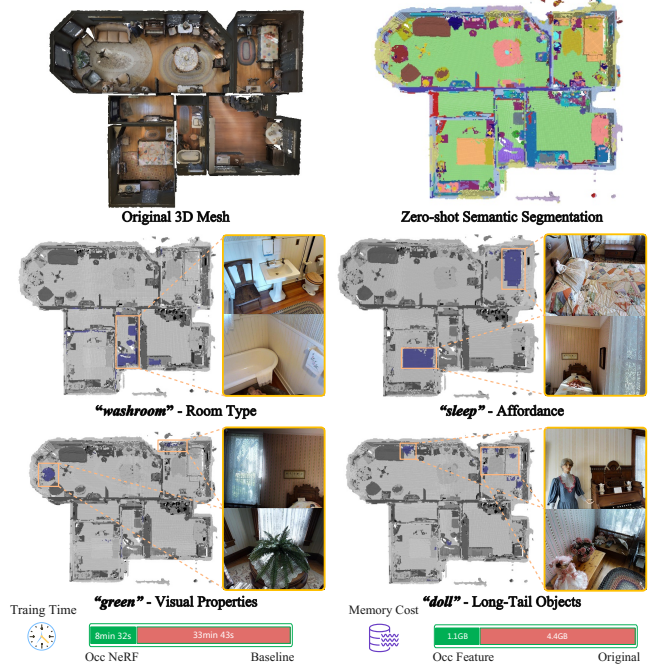 Original 3D Mesh
Zero-shot Semantic Segmentation
“washroom” - Room Type
“sleep” - Affordance
“green” - Visual Properties
“doll” - Long-Tail Objects
Traing Time
8min 32s
33min 43s
Occ NeRF
Baseline
Memory Cost
1.1GB
4.4GB
Occ Feature
Original